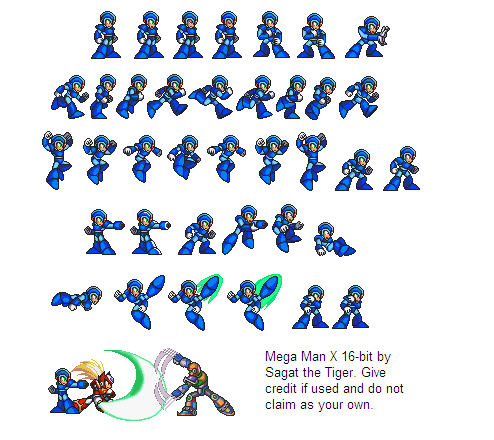 Mega Man X 16-bit by
Sagat the Tiger. Give
credit if used and do not
claim as your own.